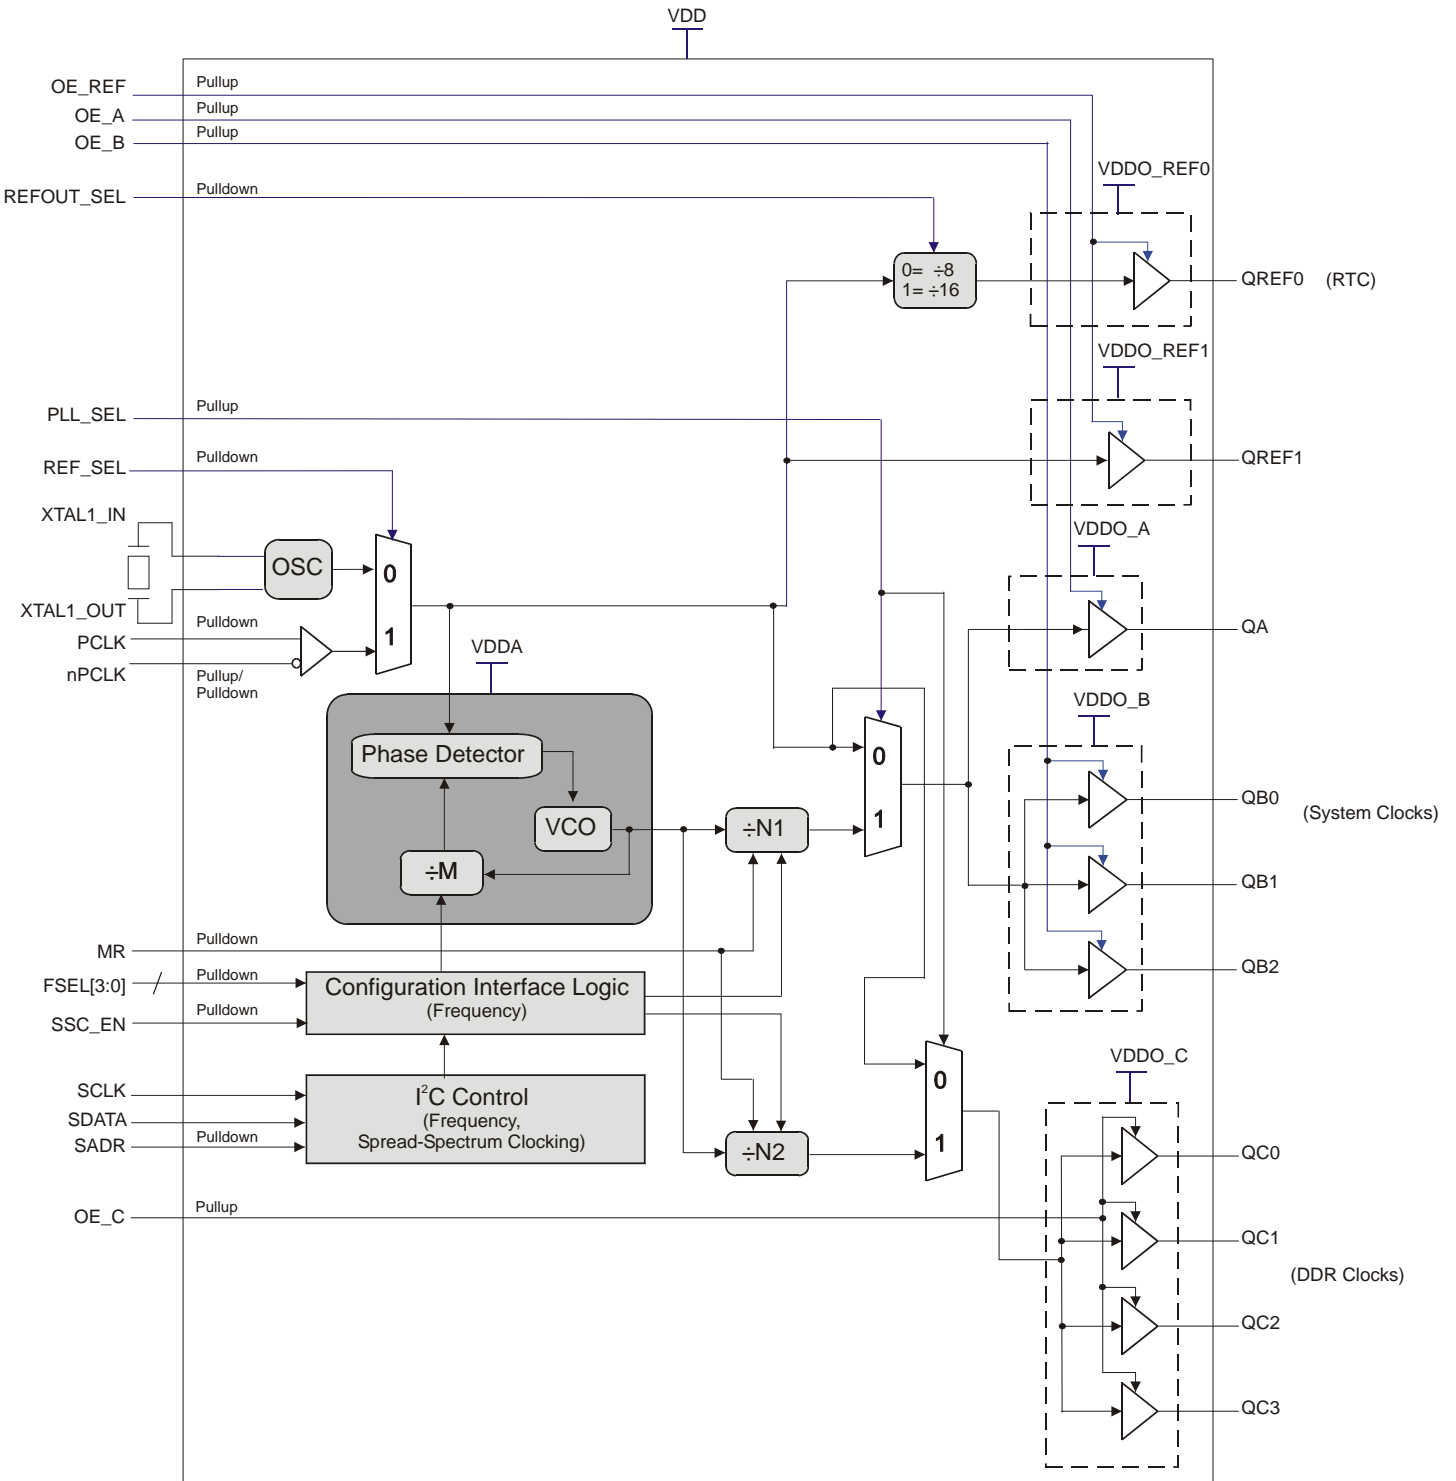 VDD
OE_REF
Pullup
OE_A
Pullup
OE_B
Pullup
VDDO_REF0
REFOUT_SEL
Pulldown
0= ÷8
1= ÷16
QREF0 (RTC)
VDDO_REF1
PLL_SEL
Pullup
REF_SEL
Pulldown
QREF1
XTAL1_IN
VDDO_A
OSC
0
XTAL1_OUT
Pulldown
PCLK
1
QA
VDDA
nPCLK
Pullup/
Pulldown
VDDO_B
Phase Detector
0
QB0
(System Clocks)
VCO
÷N1
1
÷M
QB1
MR
Pulldown
QB2
FSEL[3:0]
Pulldown
Configuration Interface Logic
(Frequency)
SSC_EN
Pulldown
VDDO_C
0
SCLK
I²C Control
(Frequency,
Spread-Spectrum Clocking)
SDATA
SADR
Pulldown
1
÷N2
QC0
OE_C
Pullup
QC1
(DDR Clocks)
QC2
QC3